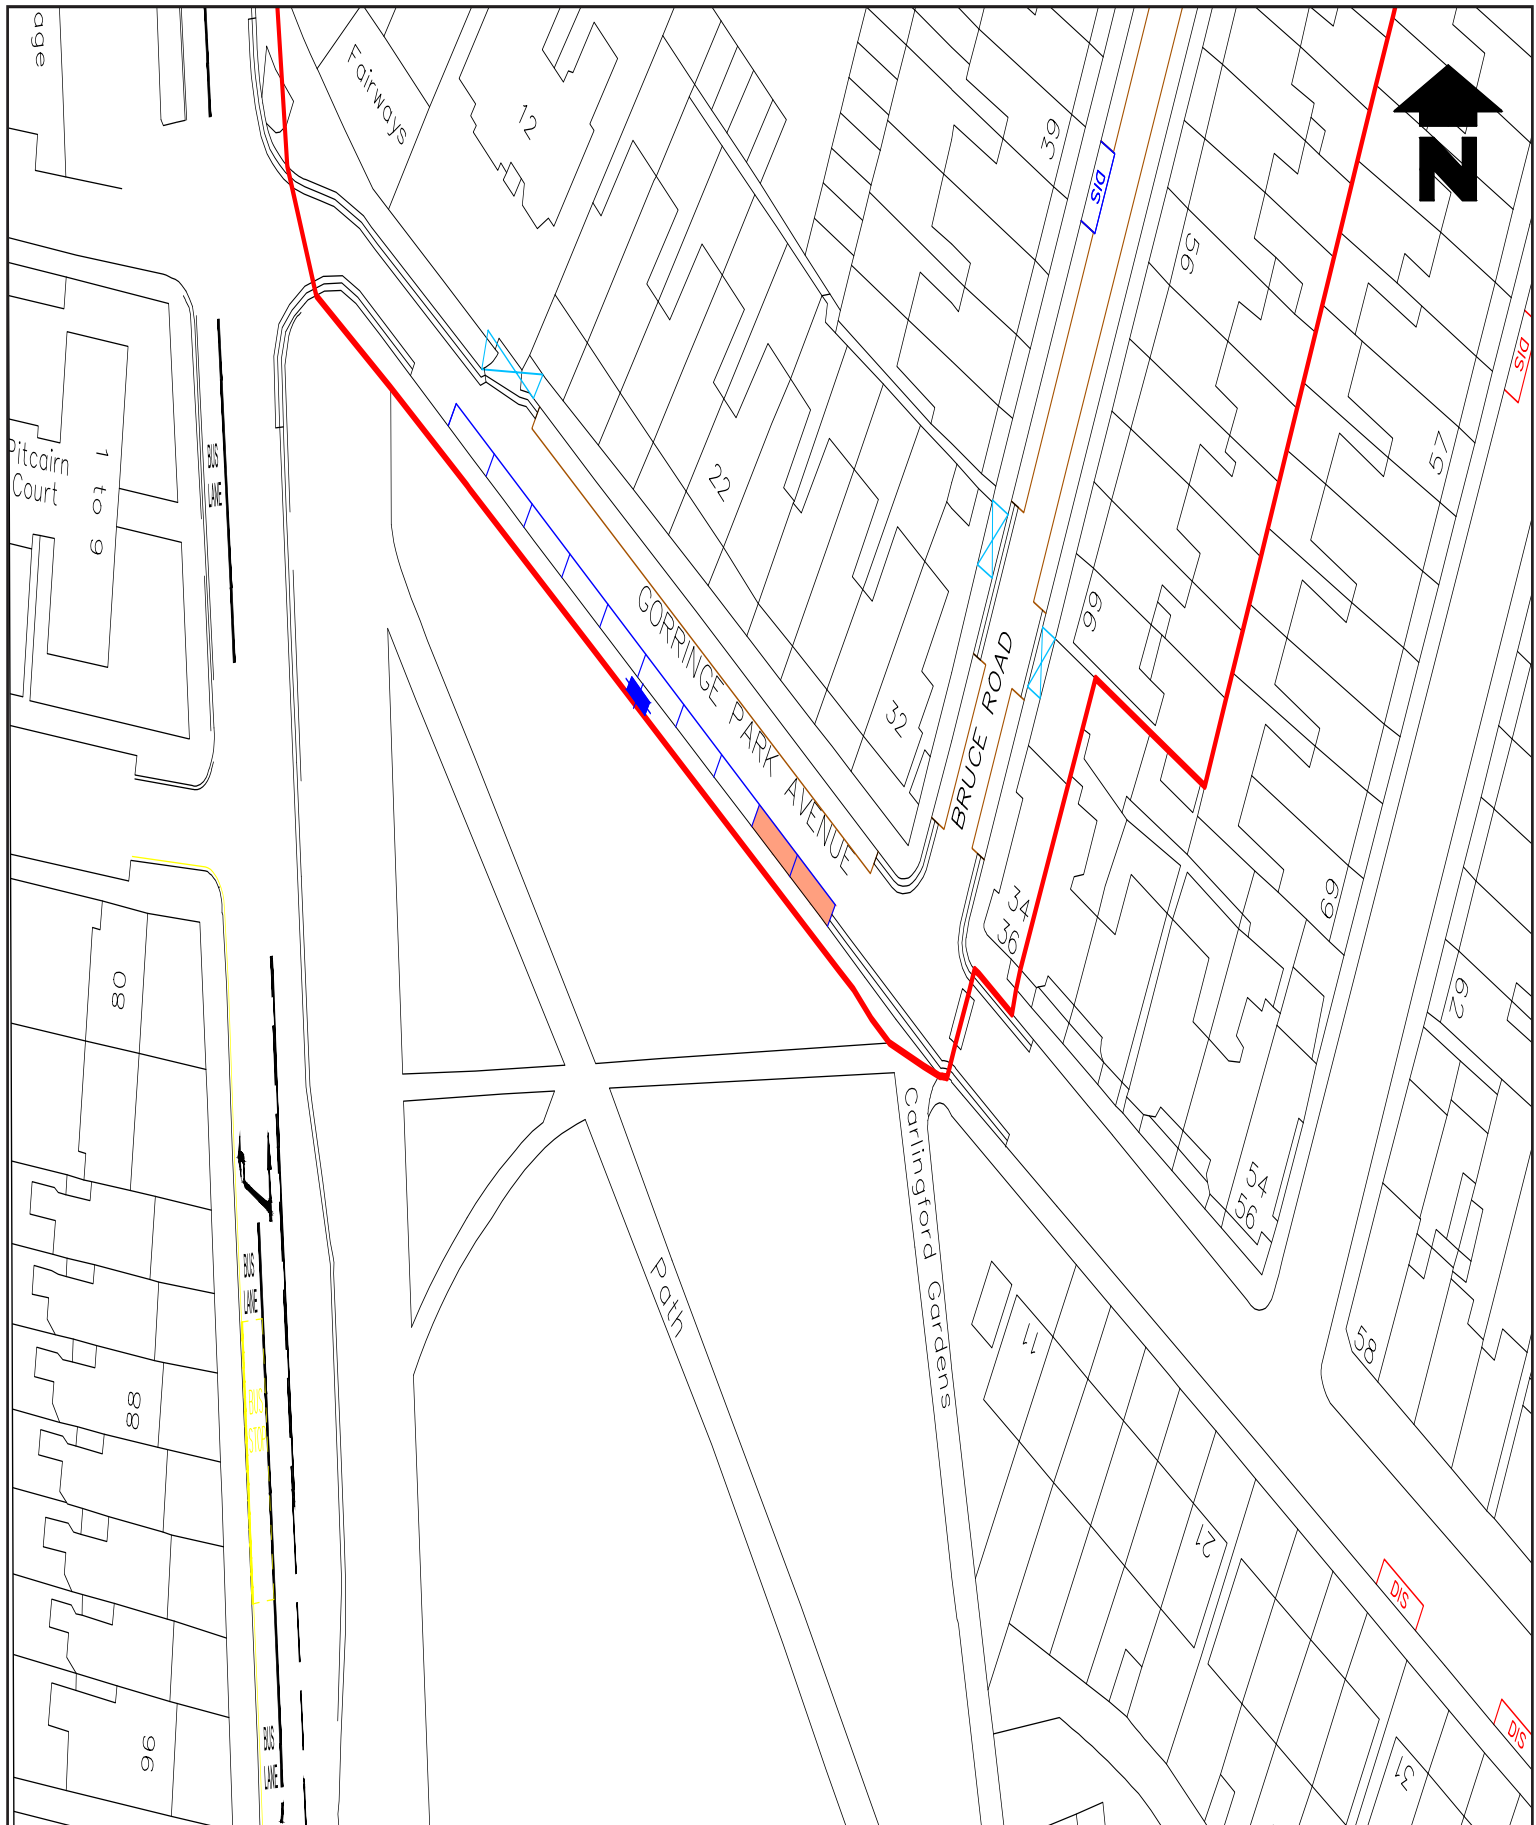 age
Fairways
12
39
N
DIS
56
DIS
57
Pitcairn
Court
1 to 9
BUS
LANE
22
GORRINGE PARK AVENUE
66
BRUCE ROAD
32
34
36
69
80
62
Carlingford Gardens
54
56
BUS
LANE
Path
11
58
88
BUS
STOP
21
DIS
DIS
96
BUS
LANE
31